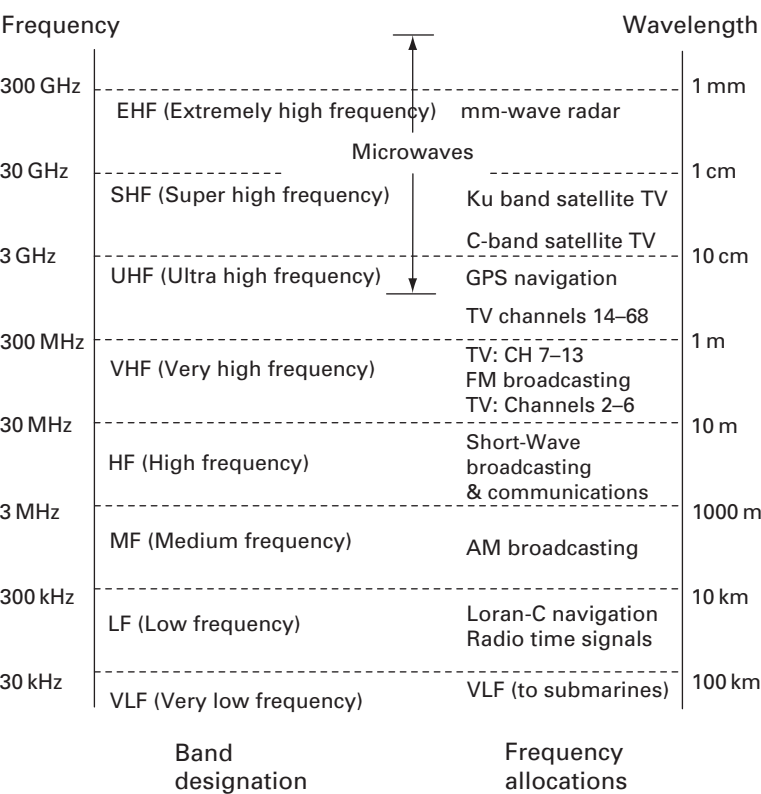 Frequency Wavelength
300 GHz 1 mm
EHF (Extremely high frequency) mm-wave radar
Microwaves
30 GHz 1 cm
SHF (Super high frequency) Ku band satellite TV
C-band satellite TV
3 GHz 10 cm
UHF (Ultra high frequency) GPS navigation
TV channels 14–68
300 MHz 1 m
TV: CH 7–13
VHF (Very high frequency) FM broadcasting
TV: Channels 2–6
30 MHz 10 m
Short-Wave
HF (High frequency) broadcasting
& communications
3 MHz 1000 m
MF (Medium frequency) AM broadcasting
300 kHz 10 km
Loran-C navigation
LF (Low frequency) Radio time signals
30 kHz 100 km
VLF (Very low frequency) VLF (to submarines)
Band Frequency
designation allocations